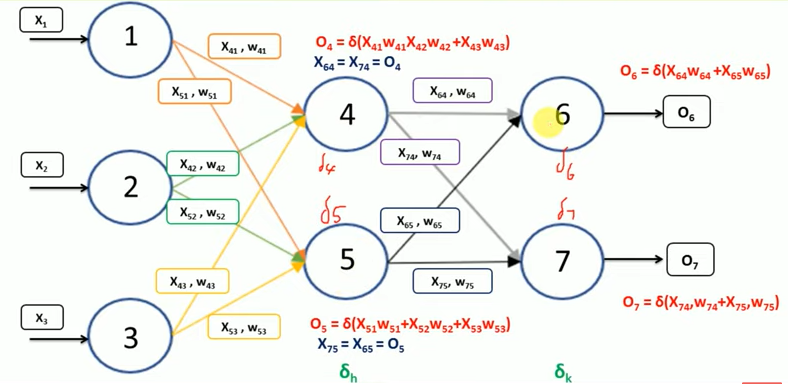 X₁
1
X₄₁ , w₄₁
X₅₁ , w₅₁
O₄ = δ(X₄₁w₄₁X₄₂w₄₂+X₄₃w₄₃)
X₆₄ = X₇₄ = O₄
4
δ4
X₆₄ , w₆₄
X₇₄, w₇₄
6
δ6
O₆ = δ(X₆₄w₆₄+X₆₅w₆₅)
O₆
X₂
2
X₄₂ , w₄₂
X₅₂ , w₅₂
δ5
5
X₆₅ , w₆₅
X₇₅, w₇₅
δ7
7
O₇
O₇ = δ(X₇₄,w₇₄+X₇₅,w₇₅)
X₃
3
X₄₃ , w₄₃
X₅₃ , w₅₃
O₅ = δ(X₅₁w₅₁+X₅₂w₅₂+X₅₃w₅₃)
X₇₅ = X₆₅ = O₅
δₕ
δₖ